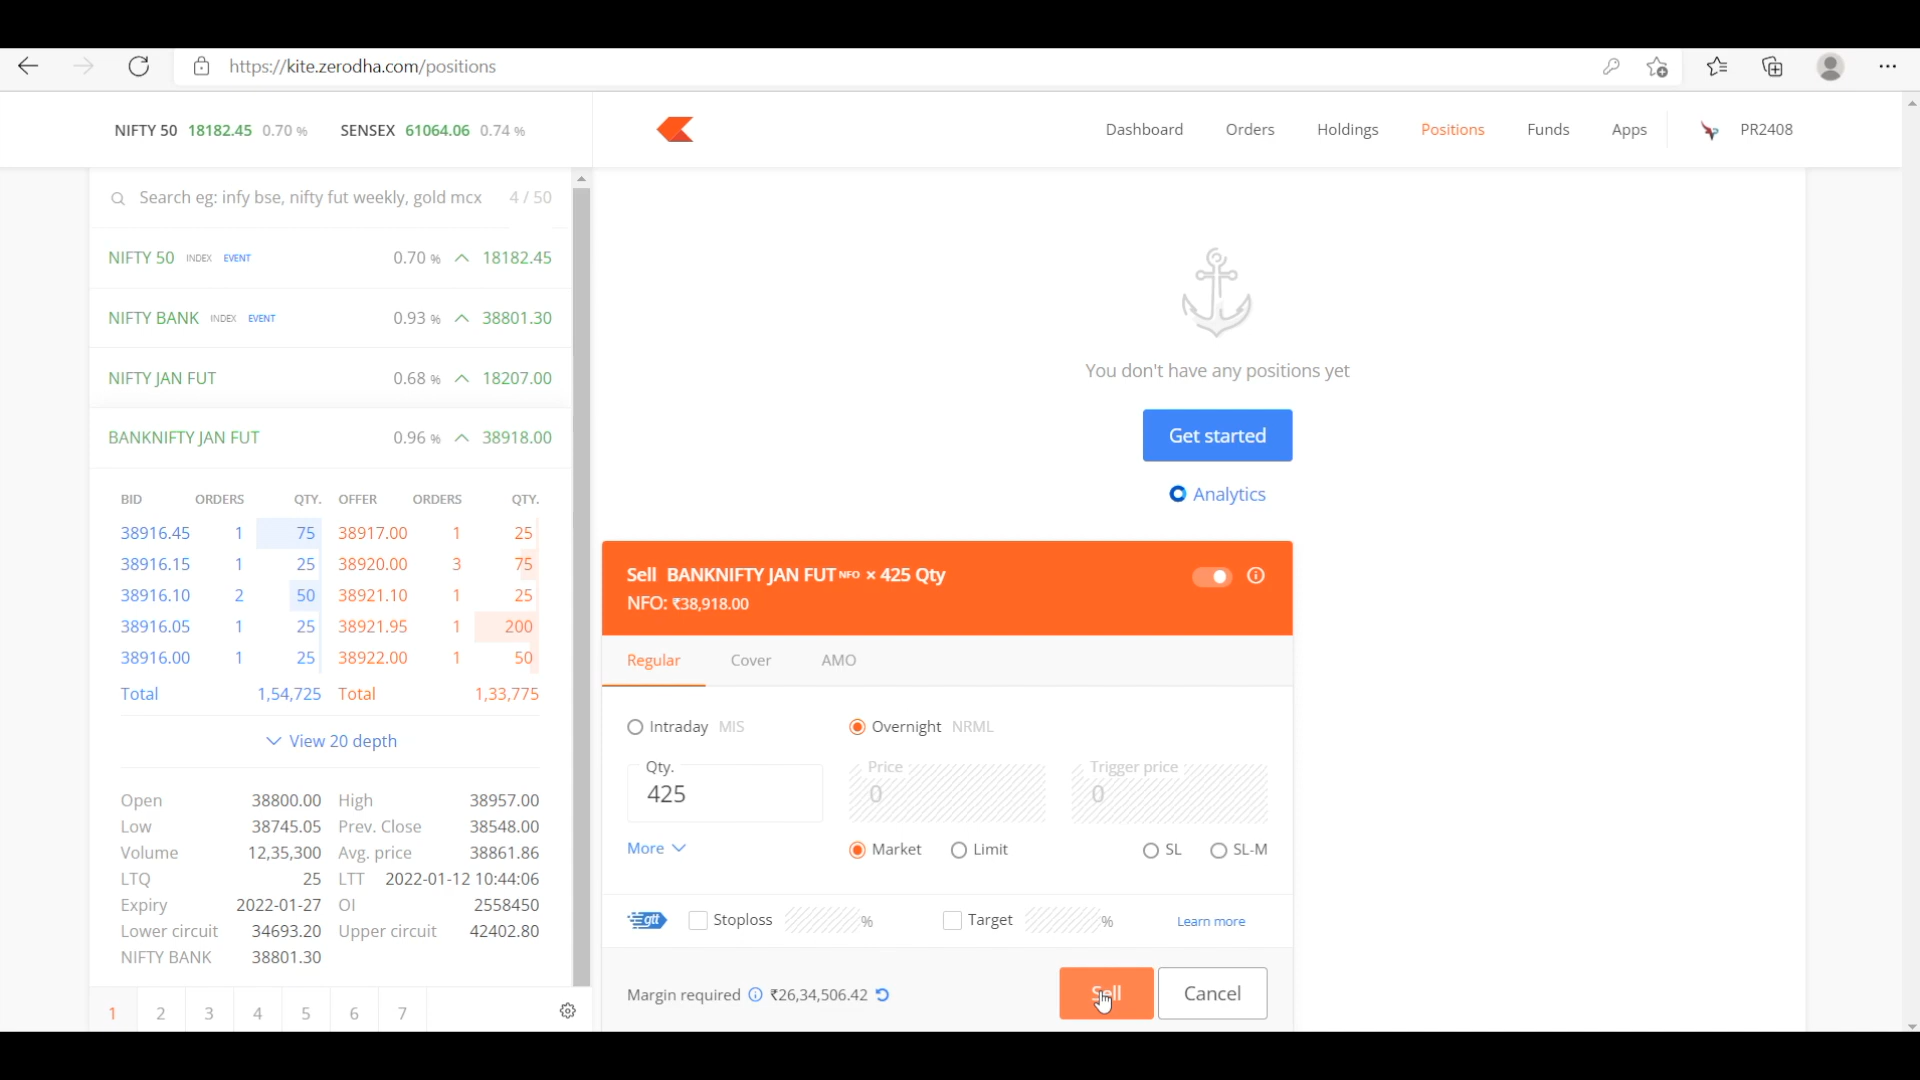 https://kite.zerodha.com/positions
NIFTY 50 18182.45 0.70 % SENSEX 61064.06 0.74 %
Dashboard Orders Holdings Positions Funds Apps PR2408
Search eg: infy bse, nifty fut weekly, gold mcx 4 / 50
NIFTY 50 INDEX EVENT 0.70 % 18182.45
NIFTY BANK INDEX EVENT 0.93 % 38801.30
NIFTY JAN FUT 0.68 % 18207.00
BANKNIFTY JAN FUT 0.96 % 38918.00
BID ORDERS QTY. OFFER ORDERS QTY.
38916.45 1 75 38917.00 1 25
38916.15 1 25 38920.00 3 75
38916.10 2 50 38921.10 1 25
38916.05 1 25 38921.95 1 200
38916.00 1 25 38922.00 1 50
Total 1,54,725 Total 1,33,775
View 20 depth
Open 38800.00 High 38957.00
Low 38745.05 Prev. Close 38548.00
Volume 12,35,300 Avg. price 38861.86
LTQ 25 LTT 2022-01-12 10:44:06
Expiry 2022-01-27 OI 2558450
Lower circuit 34693.20 Upper circuit 42402.80
NIFTY BANK 38801.30
1 2 3 4 5 6 7
You don't have any positions yet
Get started
Analytics
Sell BANKNIFTY JAN FUT NFO × 425 Qty
NFO: ₹38,918.00
Regular Cover AMO
Intraday MIS Overnight NRML
Qty. Price Trigger price
425 0 0
More Market Limit SL SL-M
gtt Stoploss % Target % Learn more
Margin required ₹26,34,506.42 Sell Cancel